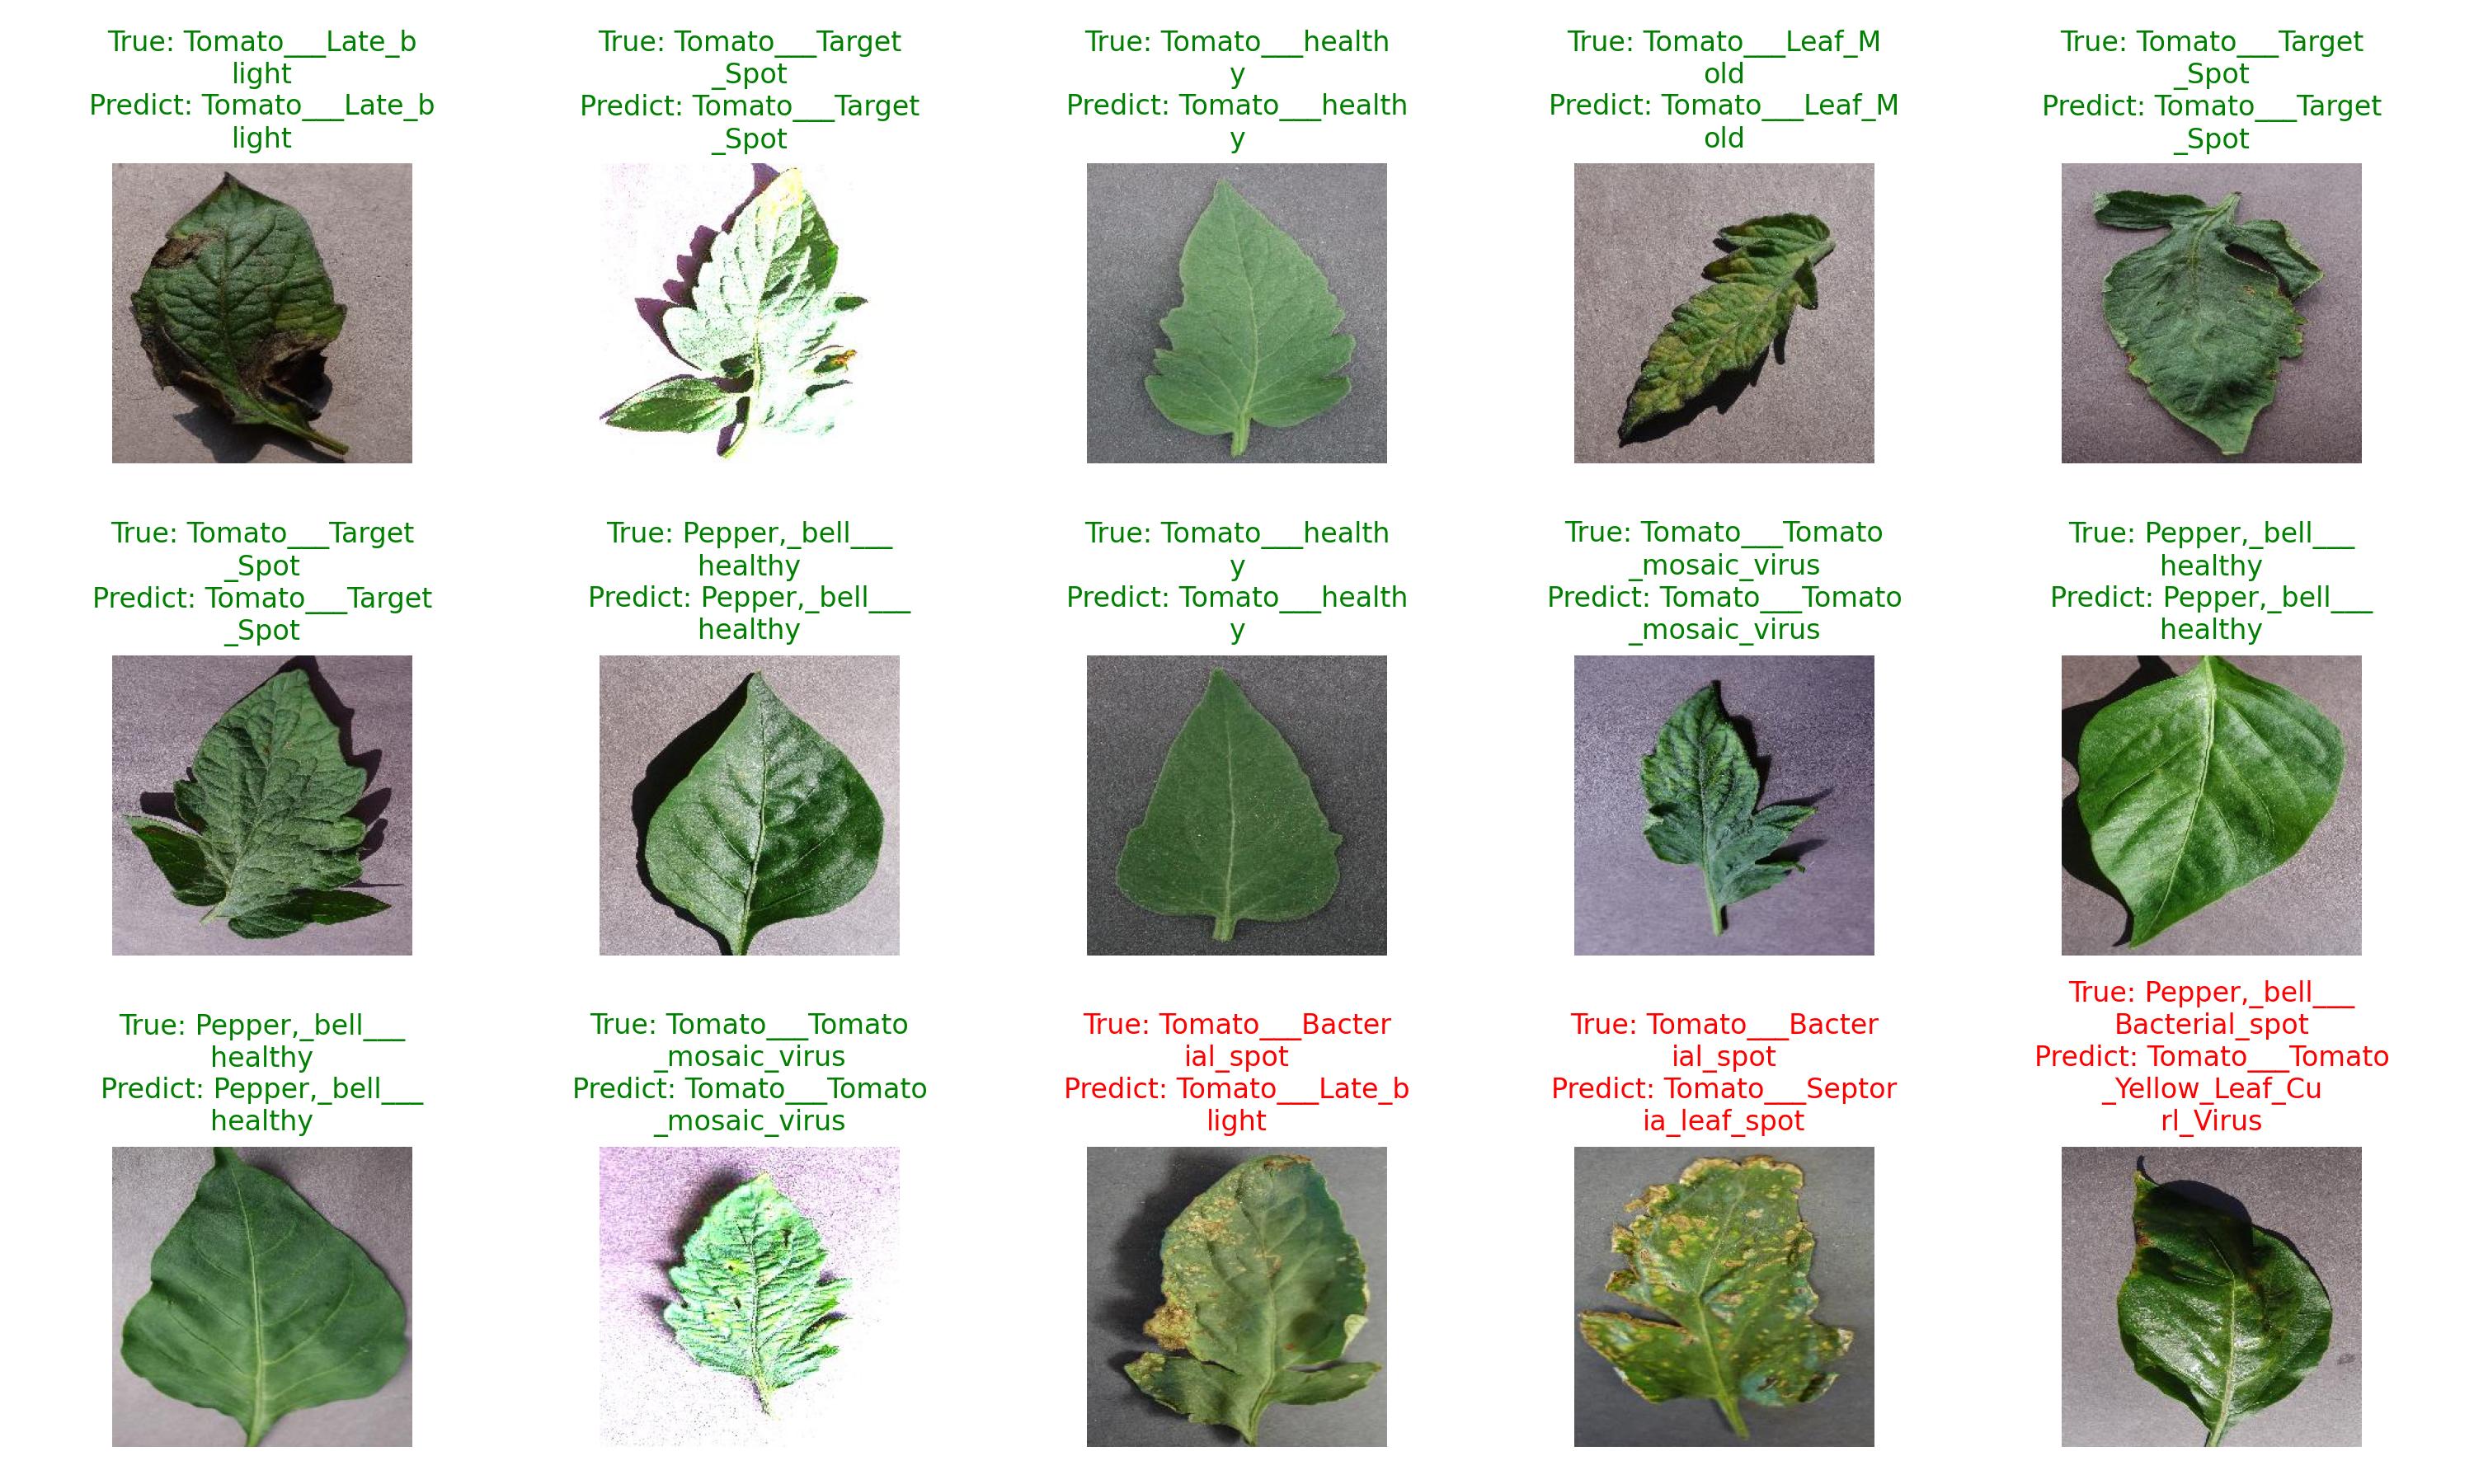 True: Tomato___Late_b
light
Predict: Tomato___Late_b
light
True: Tomato___Target
_Spot
Predict: Tomato___Target
_Spot
True: Tomato___health
y
Predict: Tomato___health
y
True: Tomato___Leaf_M
old
Predict: Tomato___Leaf_M
old
True: Tomato___Target
_Spot
Predict: Tomato___Target
_Spot
True: Tomato___Target
_Spot
Predict: Tomato___Target
_Spot
True: Pepper,_bell___
healthy
Predict: Pepper,_bell___
healthy
True: Tomato___health
y
Predict: Tomato___health
y
True: Tomato___Tomato
_mosaic_virus
Predict: Tomato___Tomato
_mosaic_virus
True: Pepper,_bell___
healthy
Predict: Pepper,_bell___
healthy
True: Pepper,_bell___
healthy
Predict: Pepper,_bell___
healthy
True: Tomato___Tomato
_mosaic_virus
Predict: Tomato___Tomato
_mosaic_virus
True: Tomato___Bacter
ial_spot
Predict: Tomato___Late_b
light
True: Tomato___Bacter
ial_spot
Predict: Tomato___Septor
ia_leaf_spot
True: Pepper,_bell___
Bacterial_spot
Predict: Tomato___Tomato
_Yellow_Leaf_Cu
rl_Virus